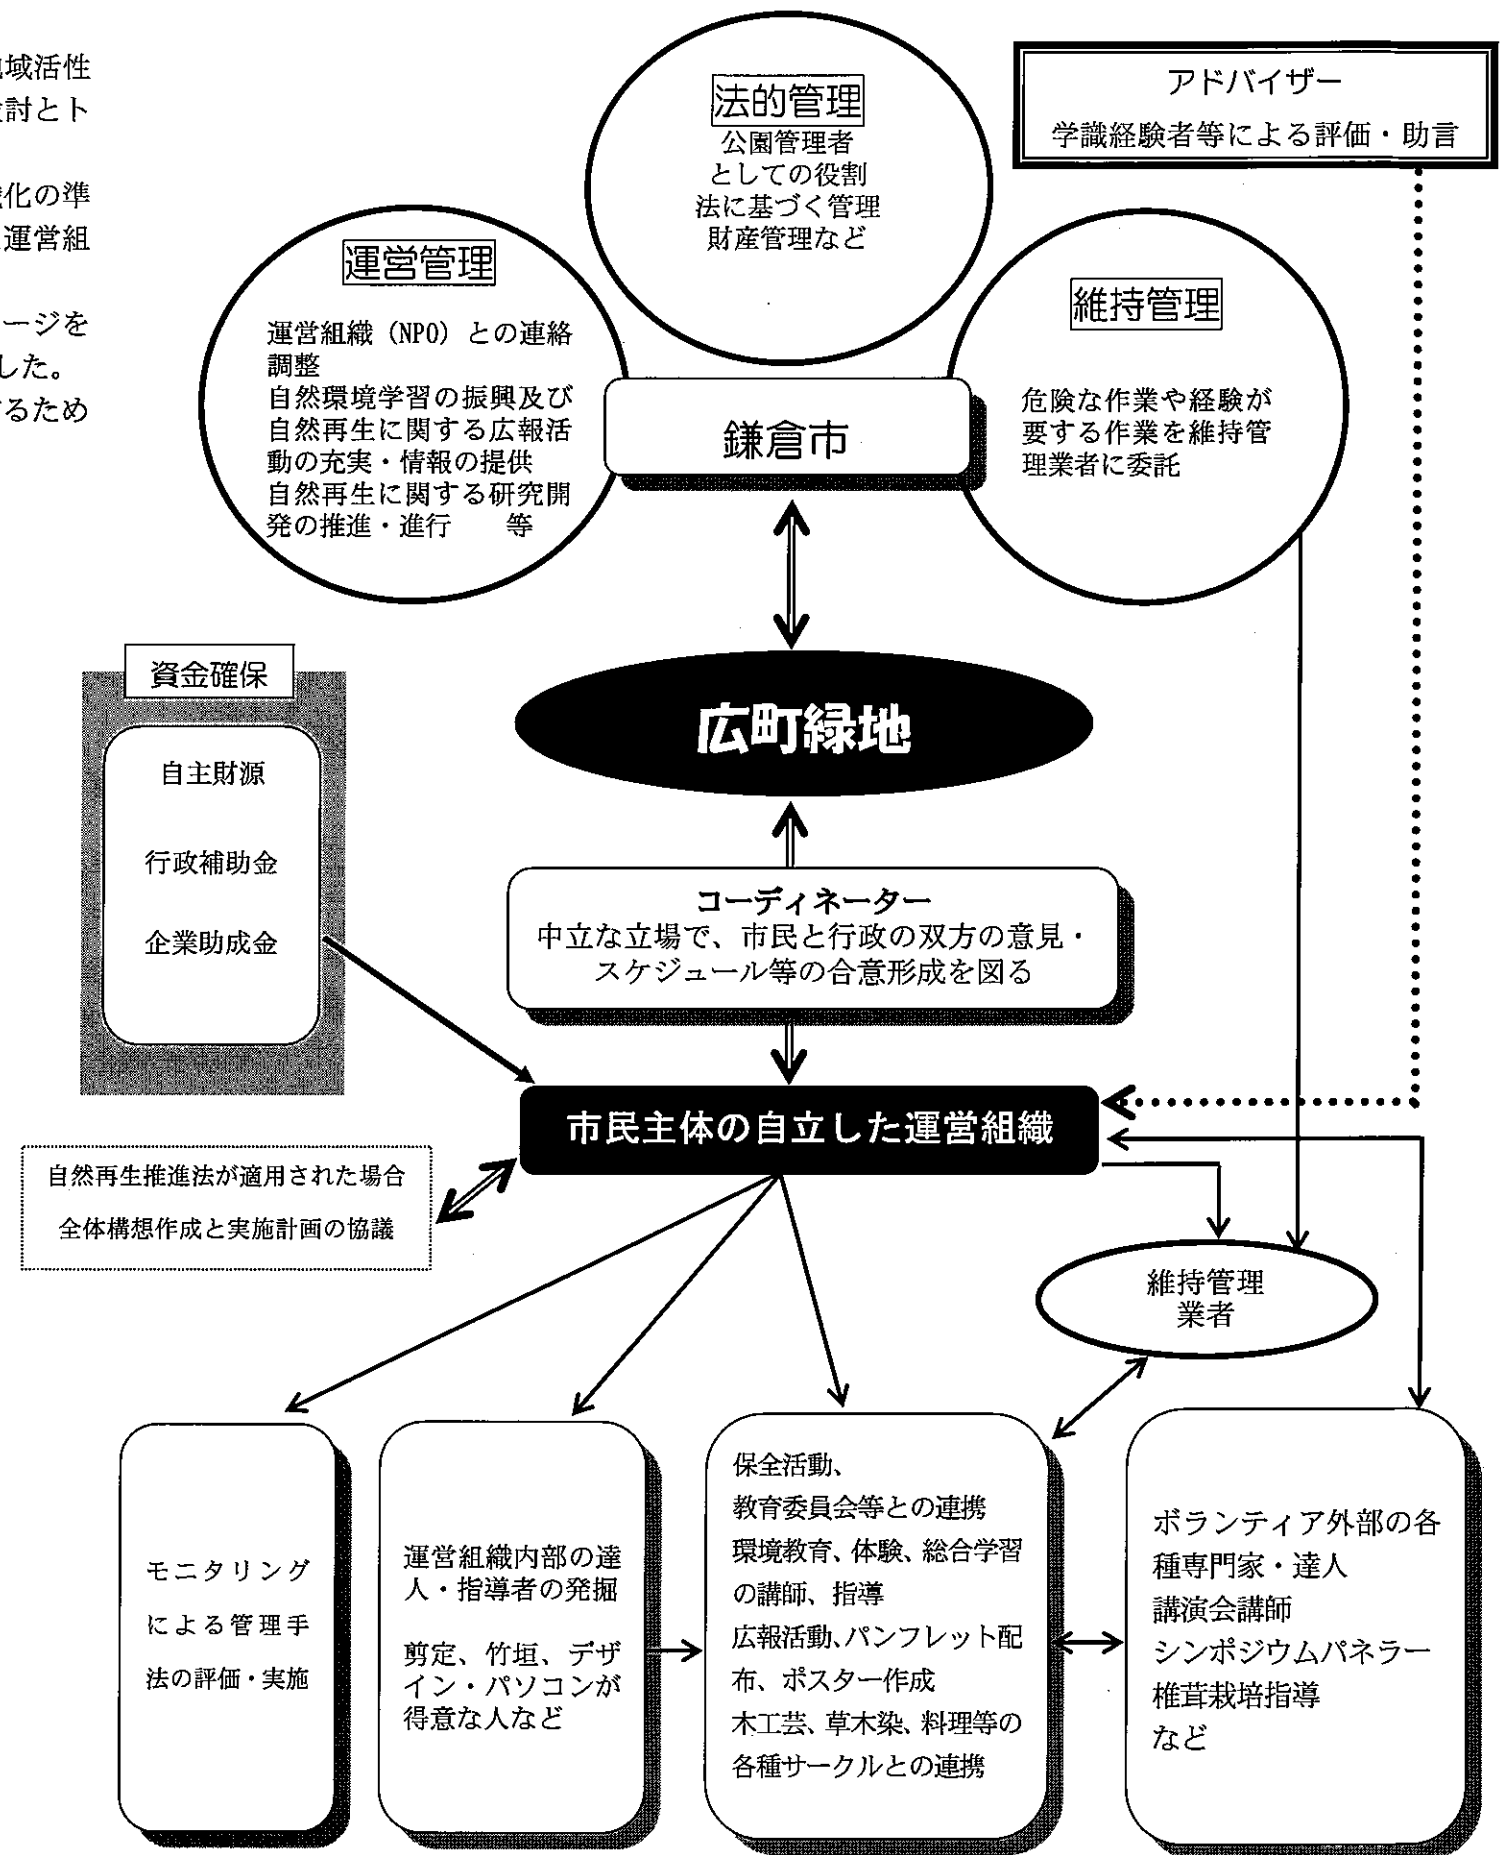 域活性
討とト
化の準
運営組
ージを
した。
るため
法的管理
公園管理者
としての役割
法に基づく管理
財産管理など
アドバイザー
学識経験者等による評価・助言
運営管理
運営組織（NPO）との連絡
調整
自然環境学習の振興及び
自然再生に関する広報活
動の充実・情報の提供
自然再生に関する研究開
発の推進・進行　　等
維持管理
危険な作業や経験が
要する作業を維持管
理業者に委託
鎌倉市
広町緑地
資金確保
自主財源
行政補助金
企業助成金
コーディネーター
中立な立場で、市民と行政の双方の意見・
スケジュール等の合意形成を図る
市民主体の自立した運営組織
自然再生推進法が適用された場合
全体構想作成と実施計画の協議
維持管理
業者
モニタリング
による管理手
法の評価・実施
運営組織内部の達
人・指導者の発掘
剪定、竹垣、デザ
イン・パソコンが
得意な人など
保全活動、
教育委員会等との連携
環境教育、体験、総合学習
の講師、指導
広報活動、パンフレット配
布、ポスター作成
木工芸、草木染、料理等の
各種サークルとの連携
ボランティア外部の各
種専門家・達人
講演会講師
シンポジウムパネラー
椎茸栽培指導
など